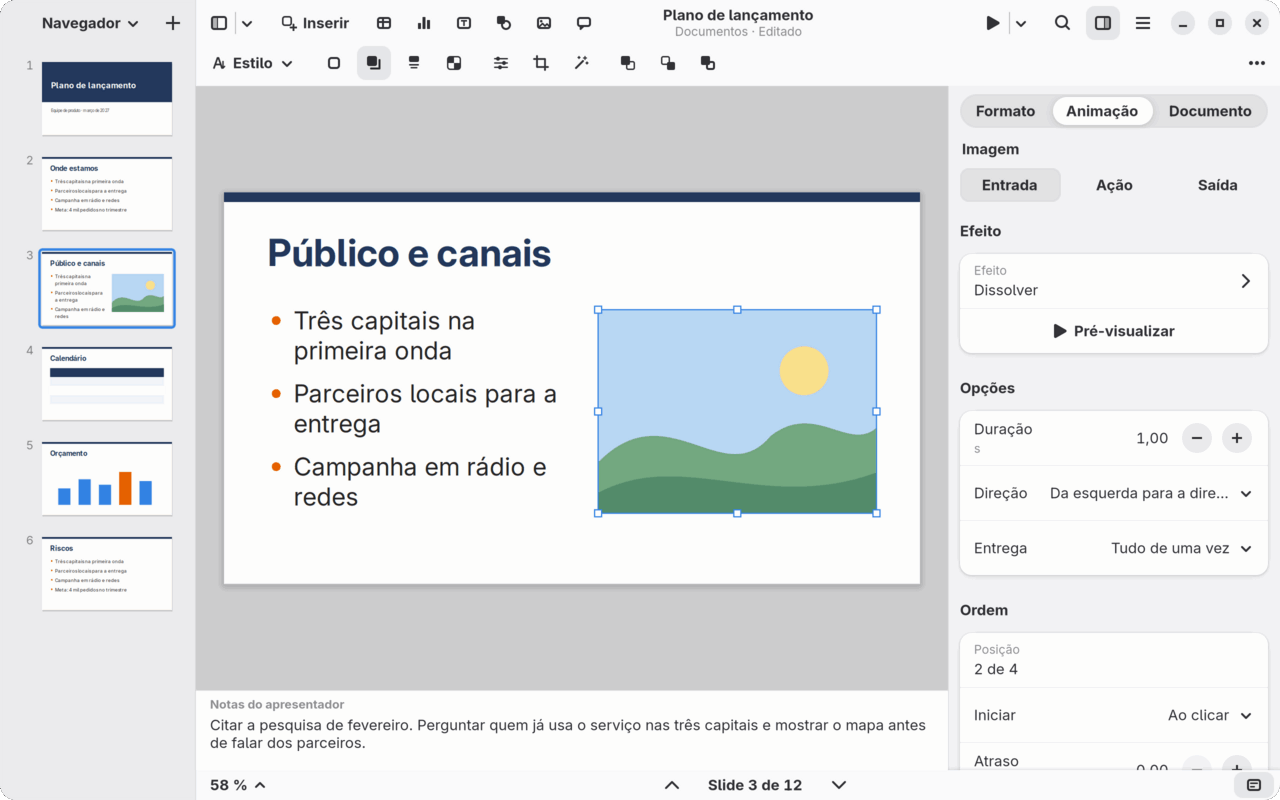 Navegador
Inserir
Plano de lançamento
Documentos · Editado
Estilo
1
Plano de lançamento
Equipe de produto · março de 2027
2
Onde estamos
Três capitais na primeira onda
Parceiros locais para a entrega
Campanha em rádio e redes
Meta: 4 mil pedidos no trimestre
3
Público e canais
Três capitais na
primeira onda
Parceiros locais para
a entrega
Campanha em rádio e
redes
4
Calendário
5
Orçamento
6
Riscos
Três capitais na primeira onda
Parceiros locais para a entrega
Campanha em rádio e redes
Meta: 4 mil pedidos no trimestre
Público e canais
Três capitais na
primeira onda
Parceiros locais para a
entrega
Campanha em rádio e
redes
Notas do apresentador
Citar a pesquisa de fevereiro. Perguntar quem já usa o serviço nas três capitais e mostrar o mapa antes
de falar dos parceiros.
58 %
Slide 3 de 12
Formato Animação Documento
Imagem
Entrada Ação Saída
Efeito
Efeito
Dissolver
Pré-visualizar
Opções
Duração
s
1,00
Direção Da esquerda para a dire...
Entrega Tudo de uma vez
Ordem
Posição
2 de 4
Iniciar Ao clicar
Atraso
0,00